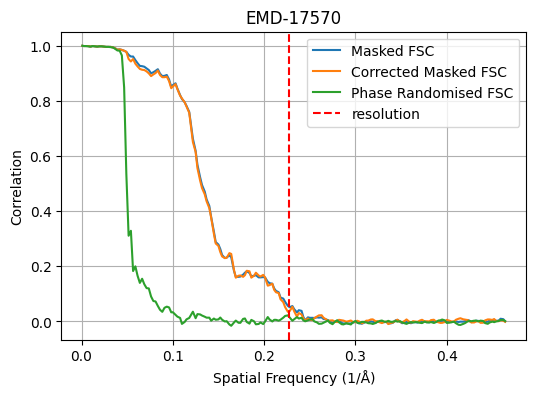 EMD-17570
Masked FSC
Corrected Masked FSC
Phase Randomised FSC
resolution
Correlation
1.0
0.8
0.6
0.4
0.2
0.0
0.0 0.1 0.2 0.3 0.4
Spatial Frequency (1/Å)